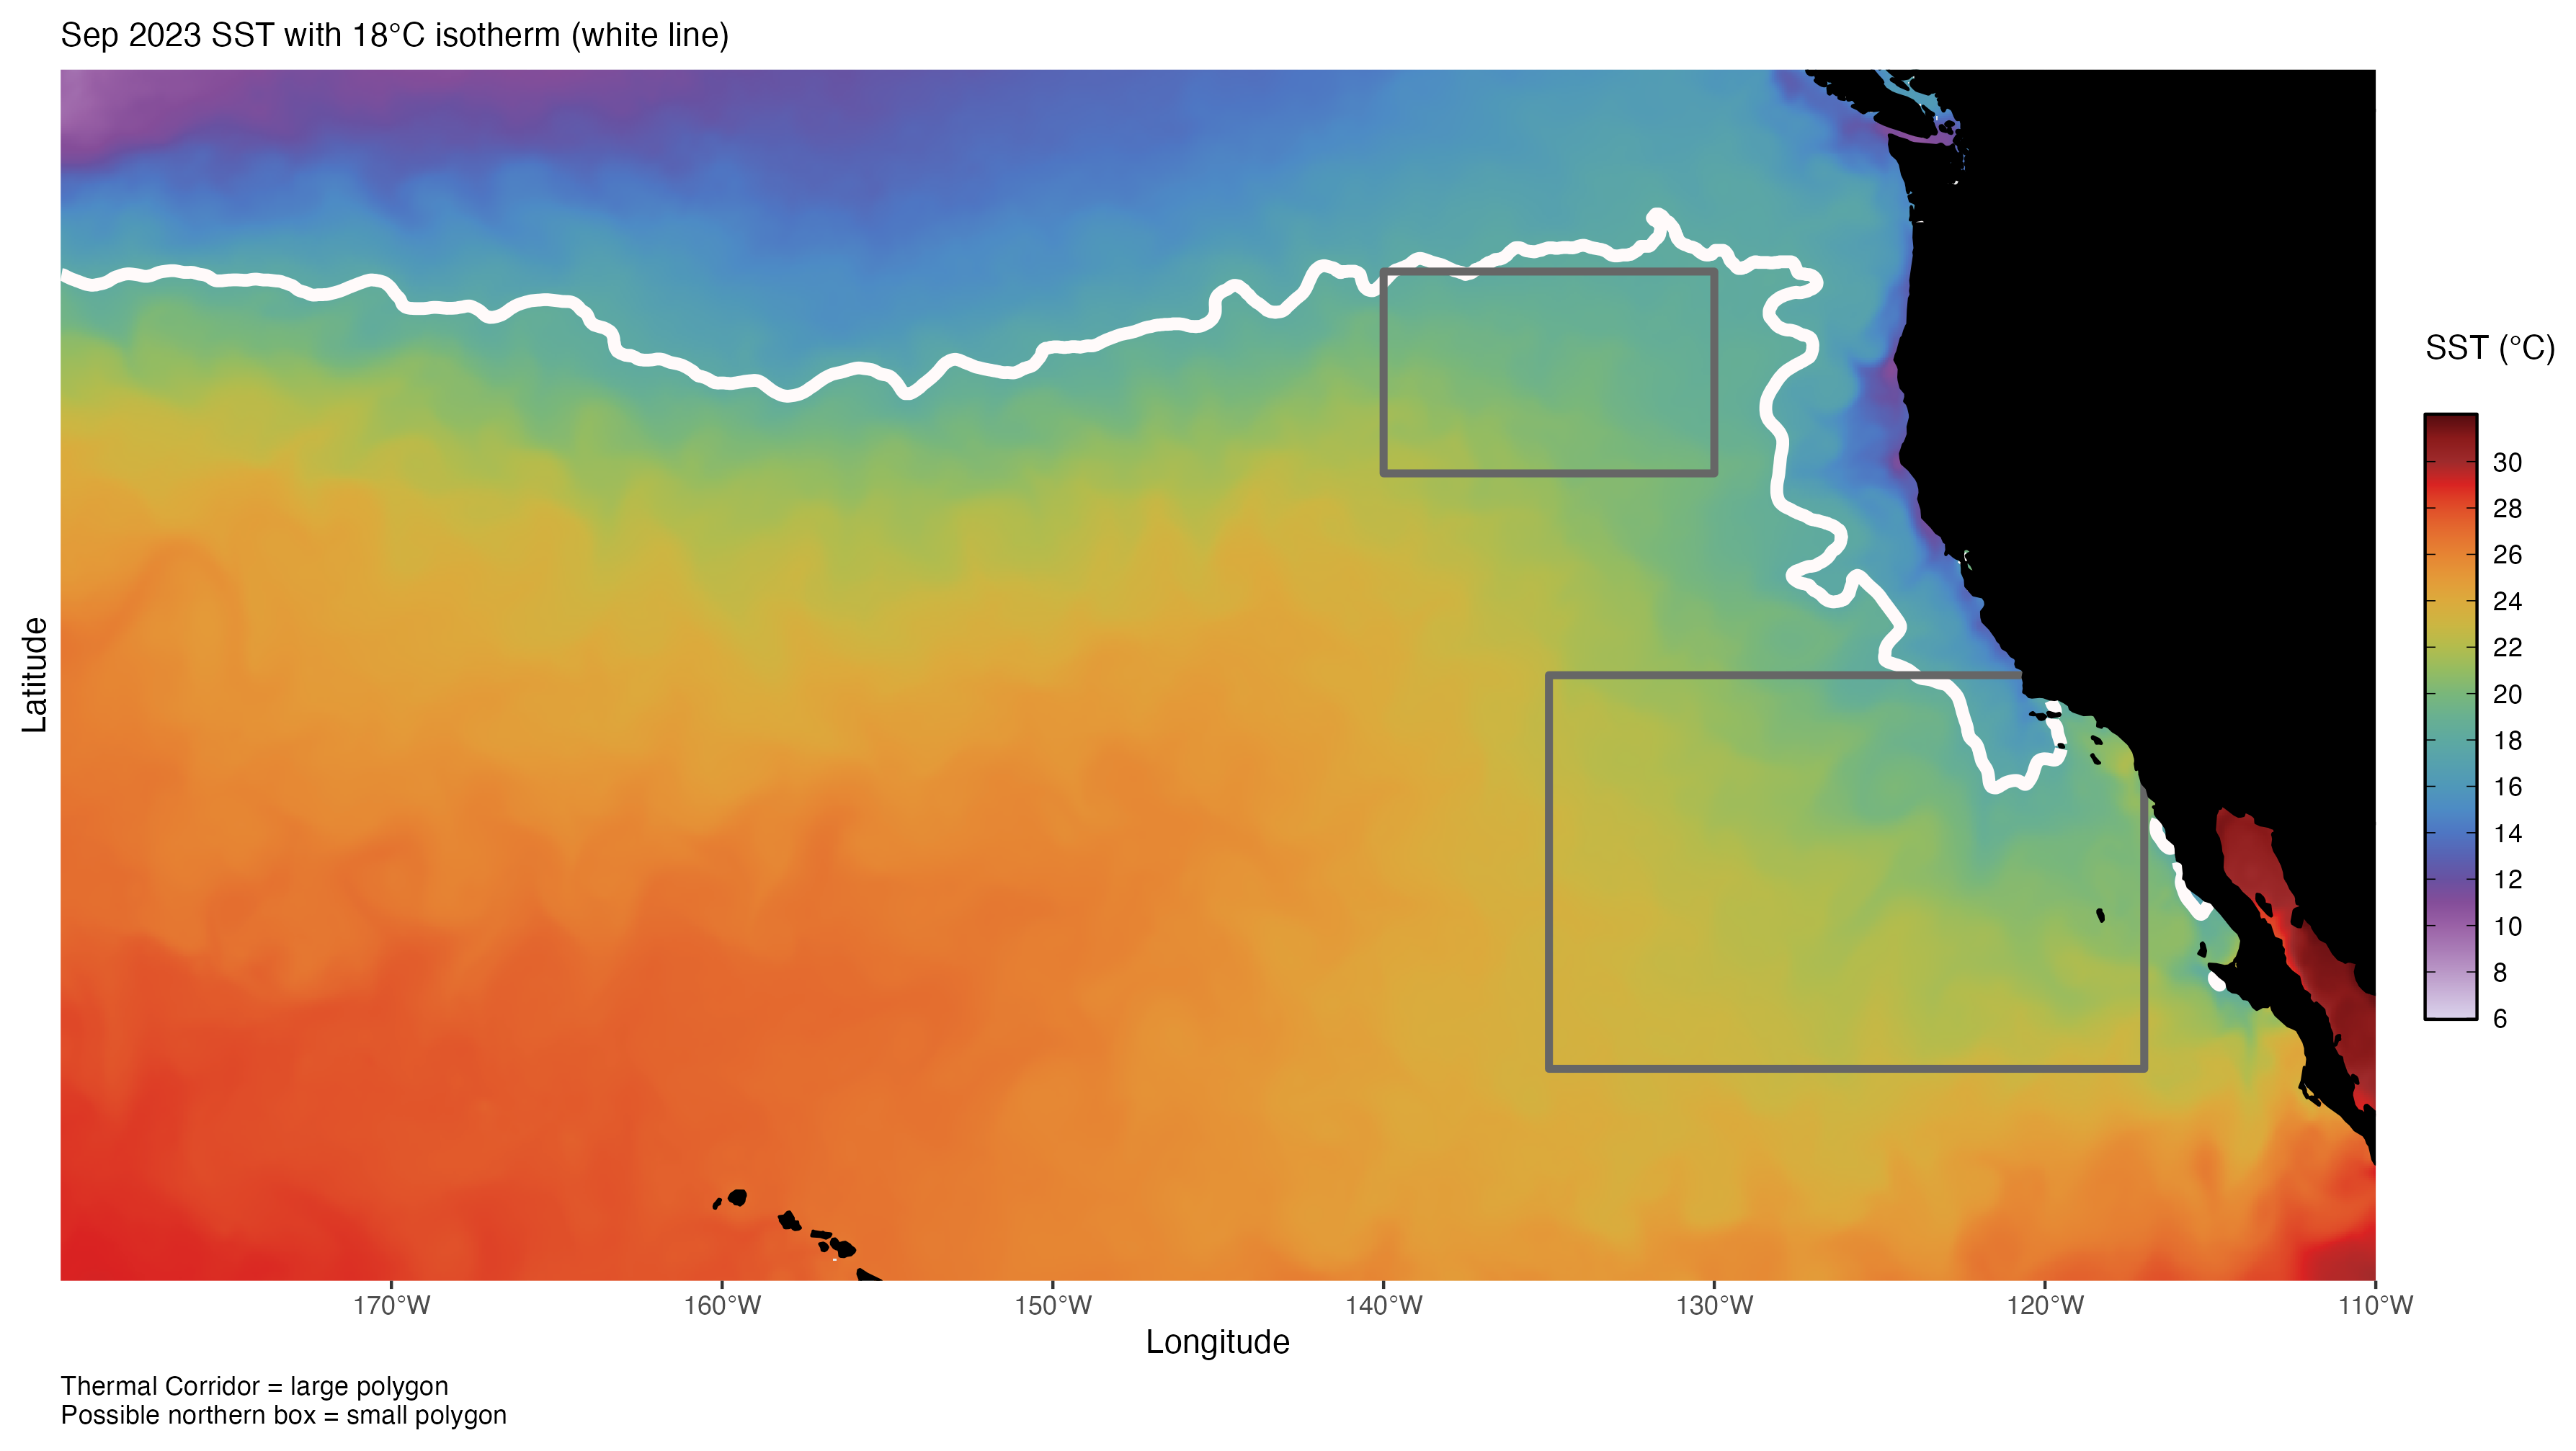 Sep 2023 SST with 18°C isotherm (white line)
SST (°C)
30
28
26
24
22
20
18
16
14
12
10
8
6
Latitude
170°W
160°W
150°W
140°W
130°W
120°W
110°W
Longitude
Thermal Corridor = large polygon
Possible northern box = small polygon